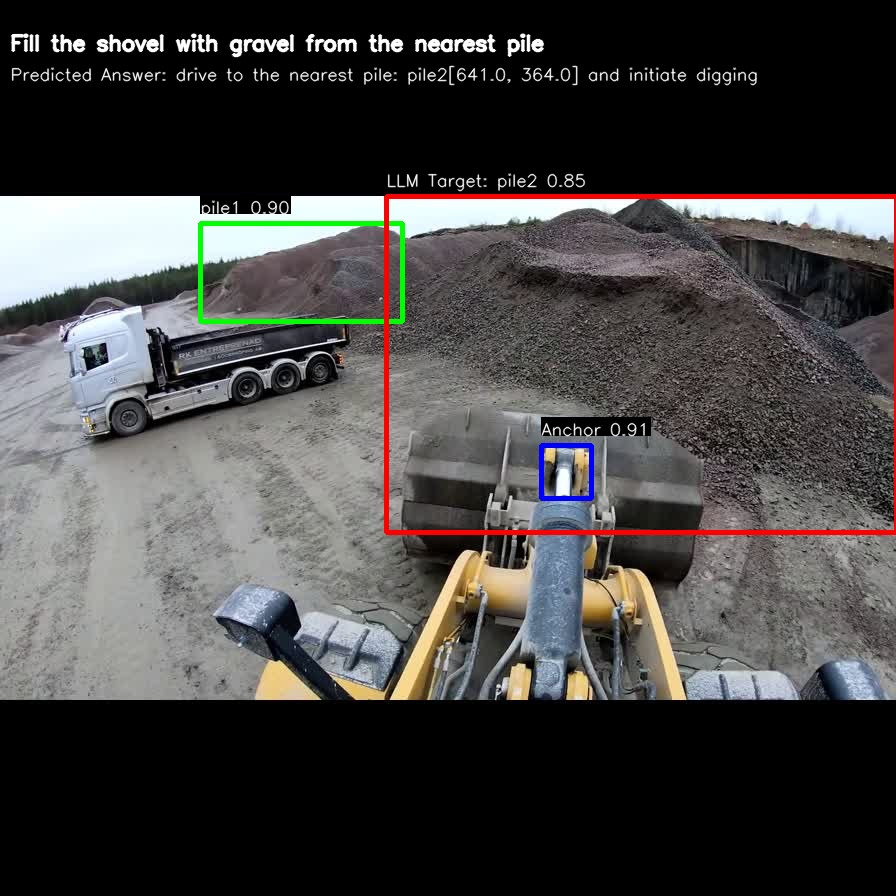 Fill the shovel with gravel from the nearest pile
Predicted Answer: drive to the nearest pile: pile2[641.0, 364.0] and initiate digging
LLM Target: pile2 0.85
pile1 0.90
RK ENTREPRENAD
Anchor 0.91